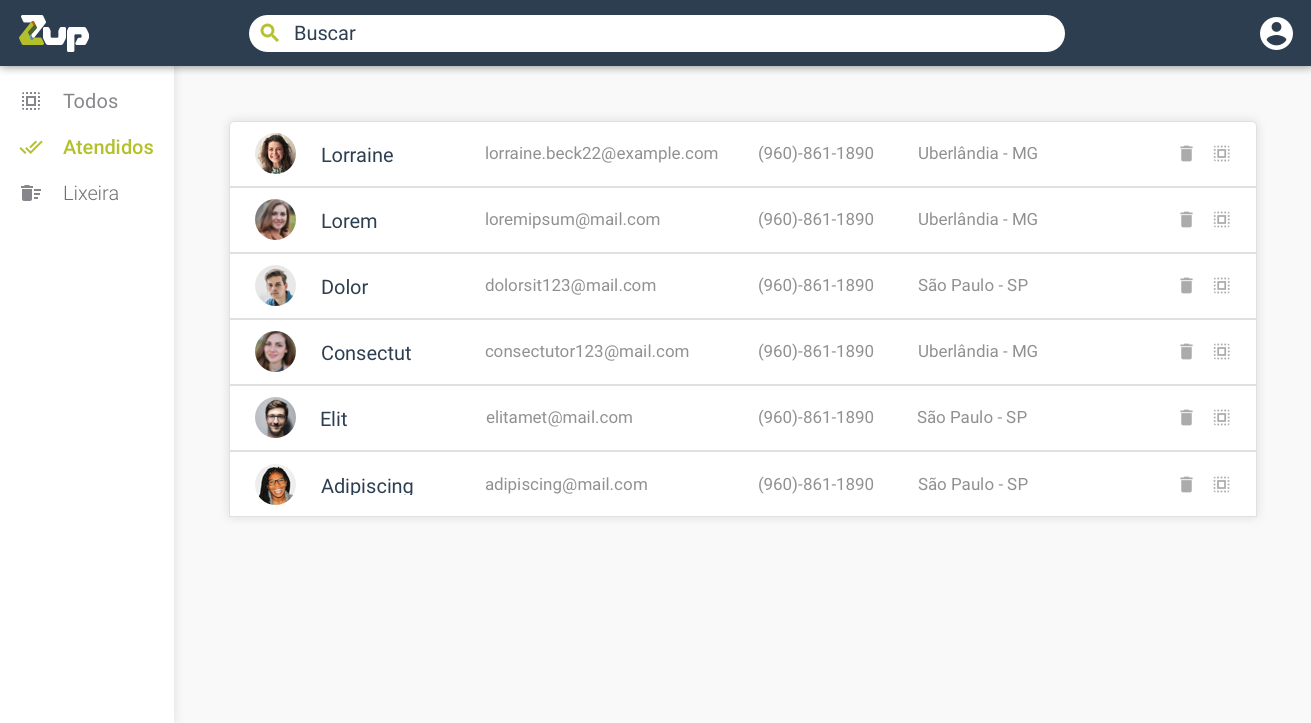 Zup
Buscar
Todos
Atendidos
Lixeira
Lorraine lorraine.beck22@example.com (960)-861-1890 Uberlândia - MG
Lorem loremipsum@mail.com (960)-861-1890 Uberlândia - MG
Dolor dolorsit123@mail.com (960)-861-1890 São Paulo - SP
Consectut consectutor123@mail.com (960)-861-1890 Uberlândia - MG
Elit elitamet@mail.com (960)-861-1890 São Paulo - SP
Adipiscing adipiscing@mail.com (960)-861-1890 São Paulo - SP